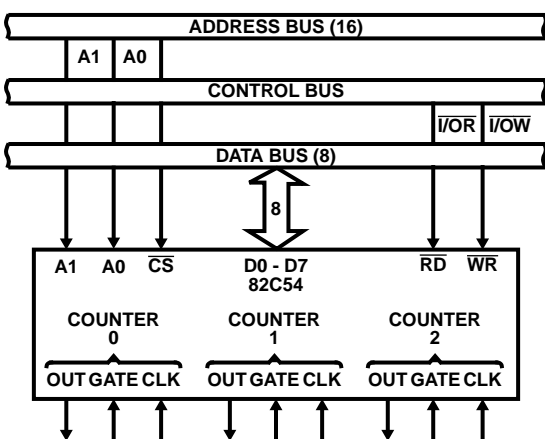 ADDRESS BUS (16)
A1 A0
CONTROL BUS
I/OR I/OW
DATA BUS (8)
8
A1 A0 CS D0 - D7 RD WR
82C54
COUNTER COUNTER COUNTER
0 1 2
OUT GATE CLK OUT GATE CLK OUT GATE CLK